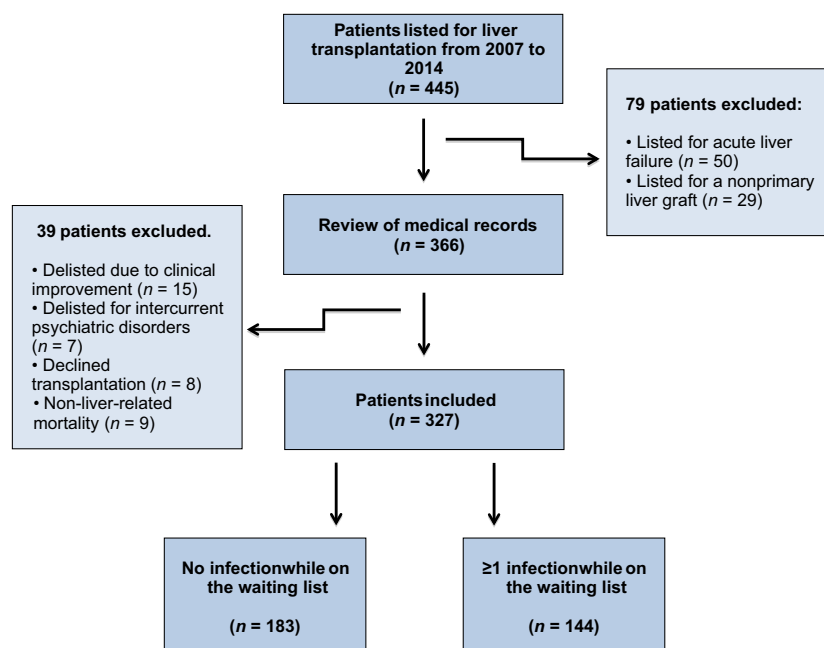 Patients listed for liver
transplantation from 2007 to
2014
(n = 445)
79 patients excluded:
• Listed for acute liver
failure (n = 50)
• Listed for a nonprimary
liver graft (n = 29)
Review of medical records
(n = 366)
39 patients excluded.
• Delisted due to clinical
improvement (n = 15)
• Delisted for intercurrent
psychiatric disorders
(n = 7)
• Declined
transplantation (n = 8)
• Non-liver-related
mortality (n = 9)
Patients included
(n = 327)
No infectionwhile on
the waiting list
(n = 183)
≥1 infectionwhile on
the waiting list
(n = 144)